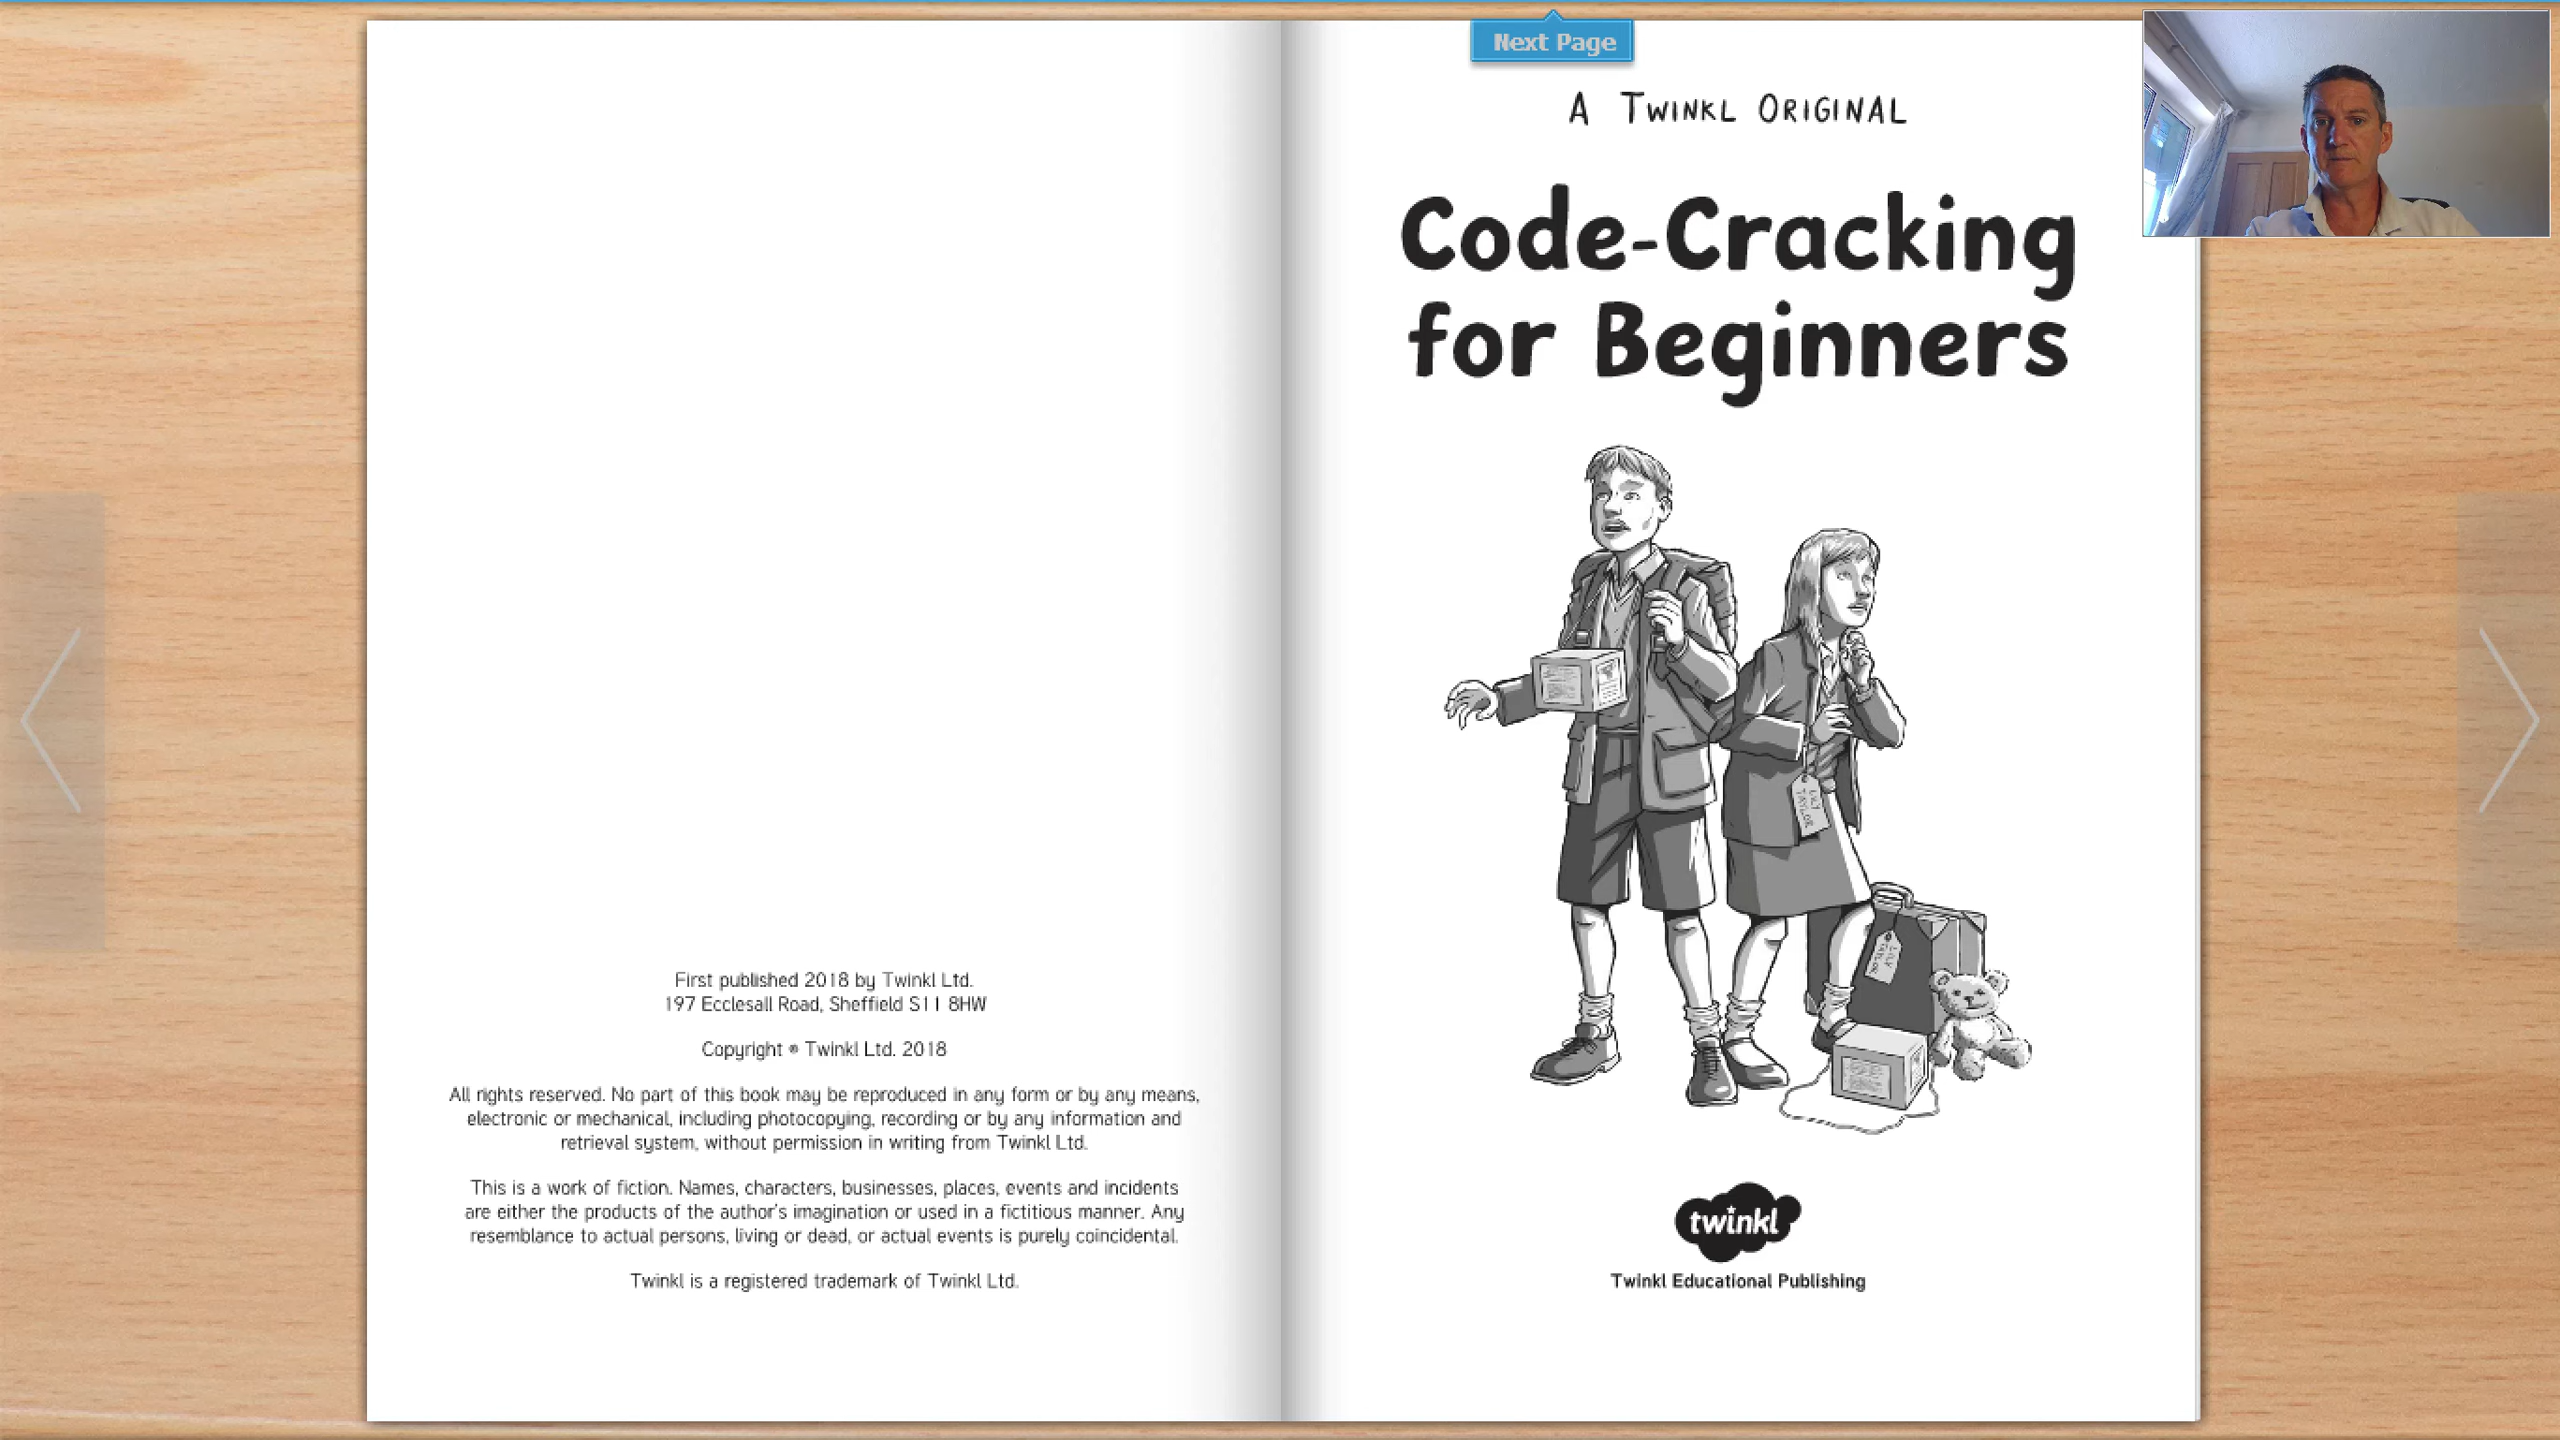 Next Page
First published 2018 by Twinkl Ltd.
197 Ecclesall Road, Sheffield S11 8HW
Copyright ® Twinkl Ltd. 2018
All rights reserved. No part of this book may be reproduced in any form or by any means,
electronic or mechanical, including photocopying, recording or by any information and
retrieval system, without permission in writing from Twinkl Ltd.
This is a work of fiction. Names, characters, businesses, places, events and incidents
are either the products of the author's imagination or used in a fictitious manner. Any
resemblance to actual persons, living or dead, or actual events is purely coincidental.
Twinkl is a registered trademark of Twinkl Ltd.
A TWINKL ORIGINAL
Code-Cracking
for Beginners
LILY
TAYLOR
LILY
TAYLOR
twinkl
Twinkl Educational Publishing